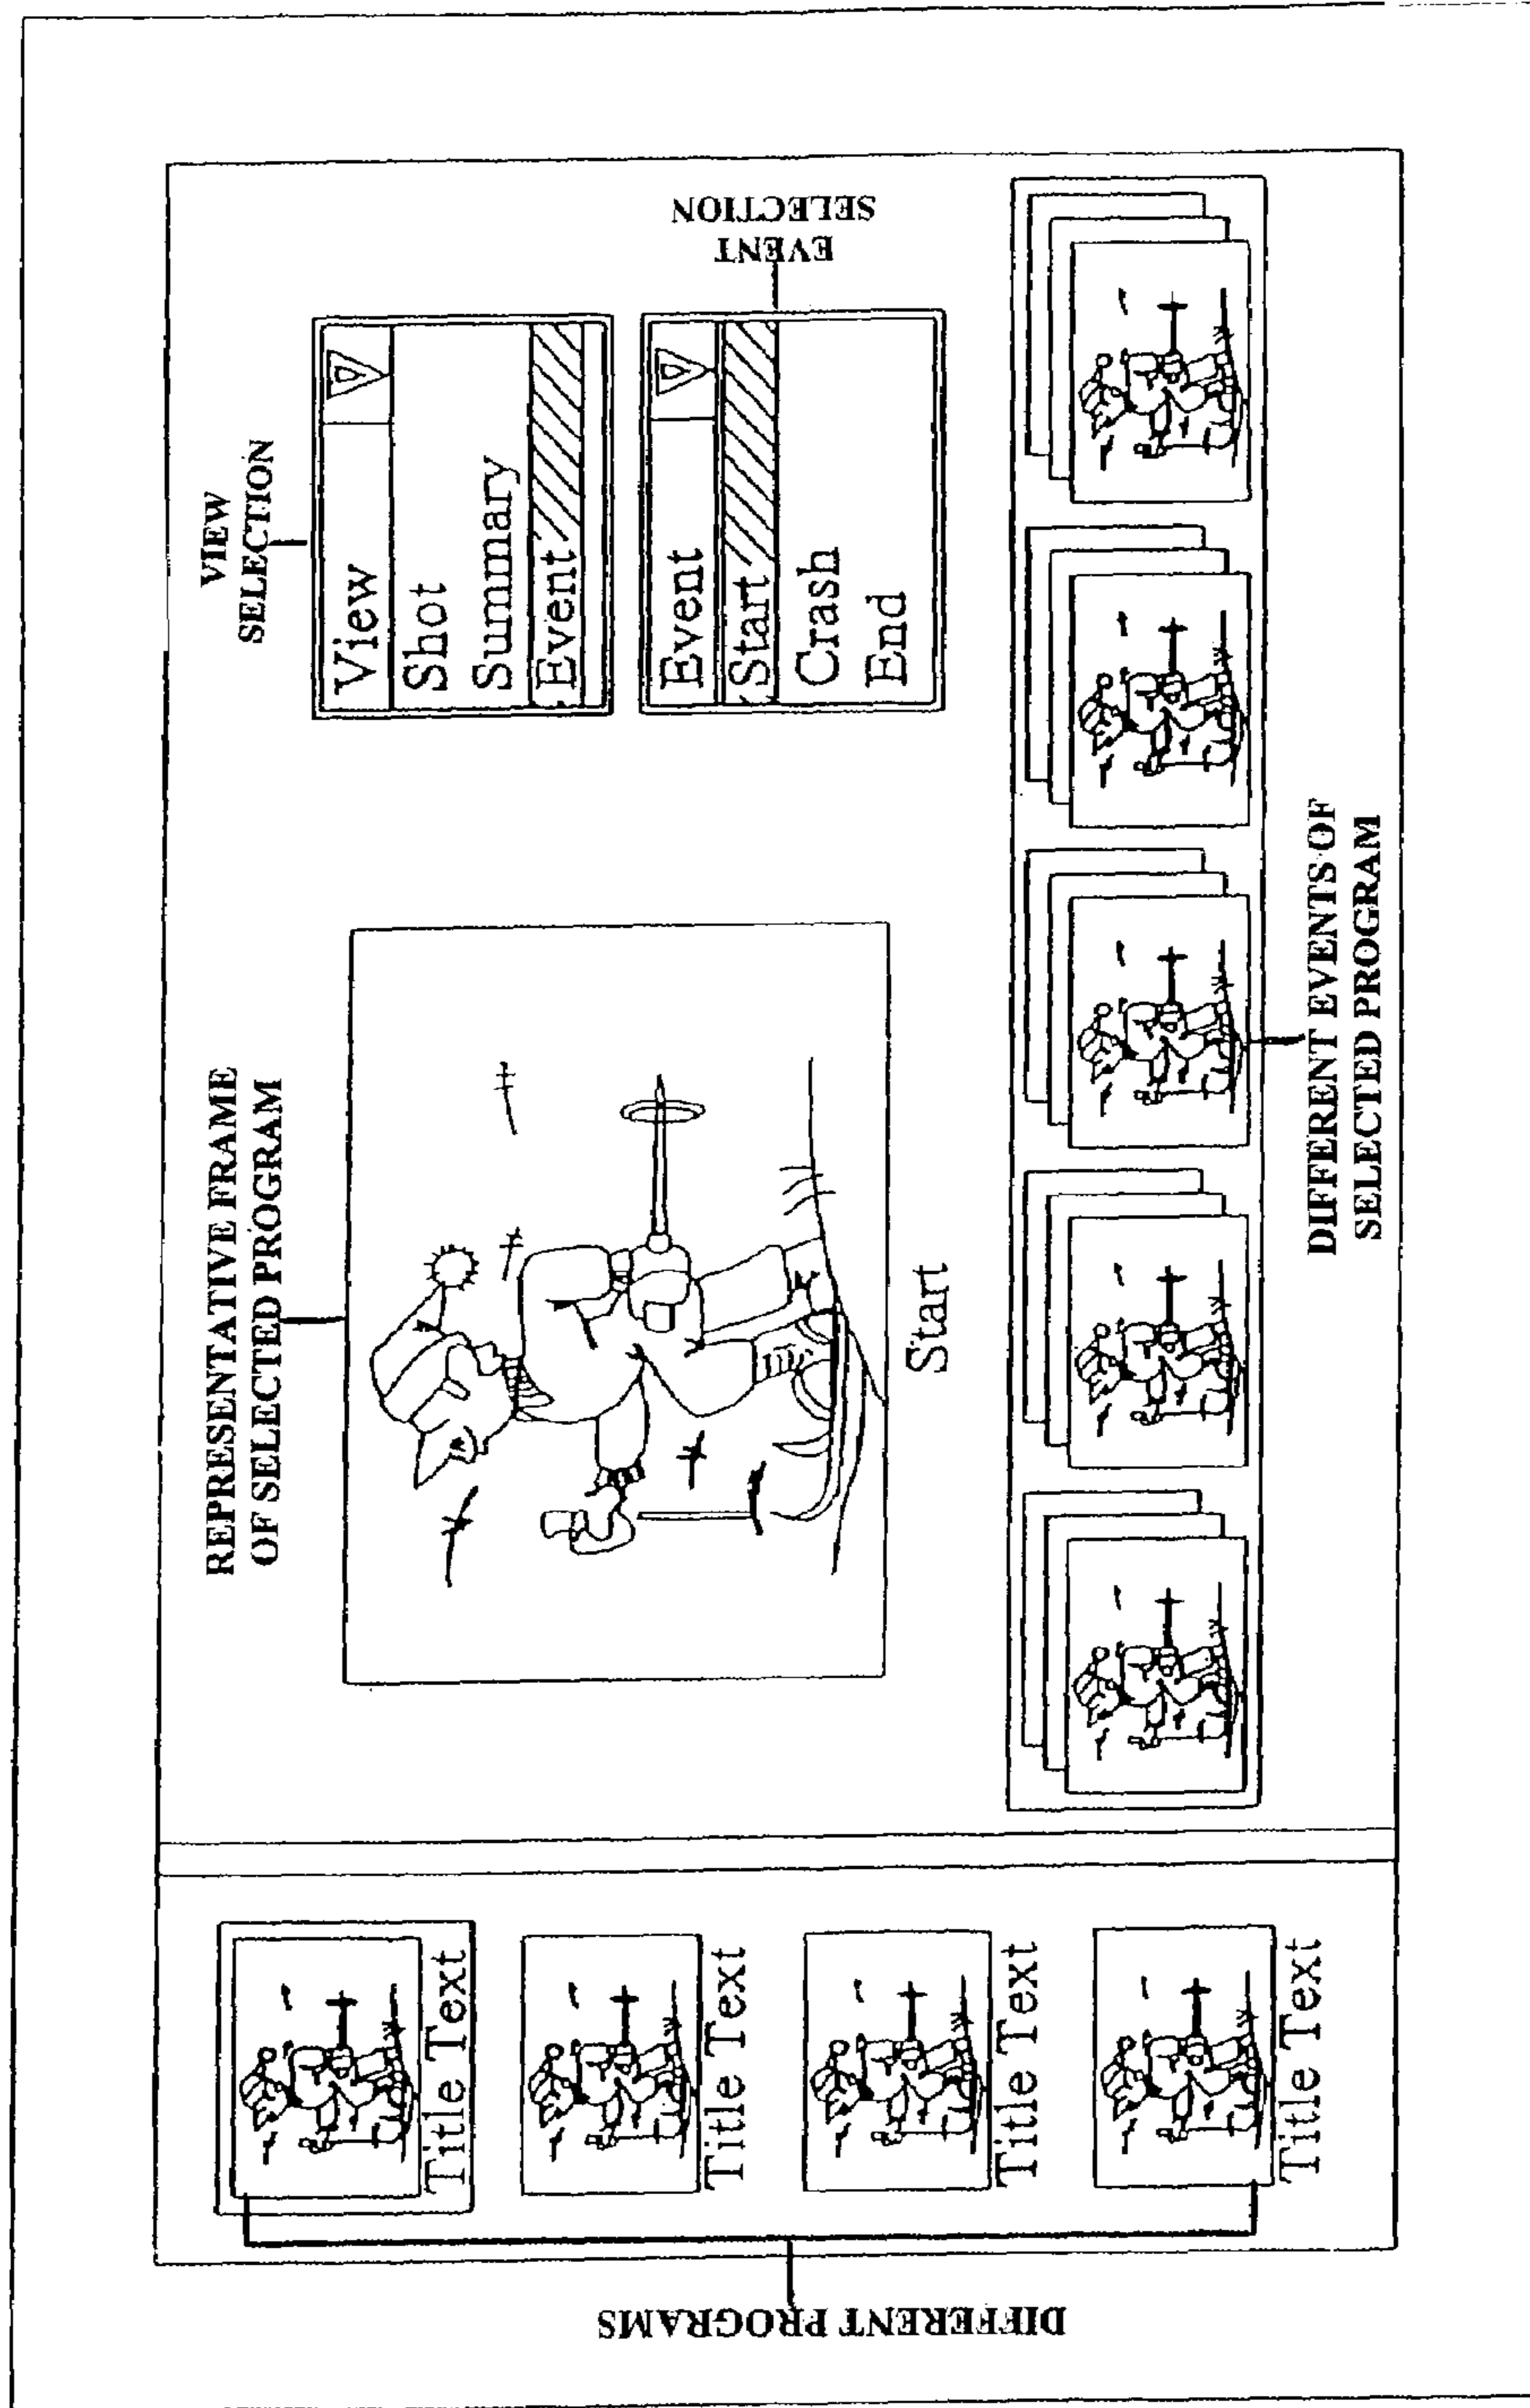 REPRESENTATIVE FRAME
OF SELECTED PROGRAM
VIEW
SELECTION
View
Shot
Summary
Event
EVENT
SELECTION
Event
Start
Crash
End
Start
DIFFERENT EVENTS OF
SELECTED PROGRAM
DIFFERENT PROGRAMS
Title Text
Title Text
Title Text
Title Text